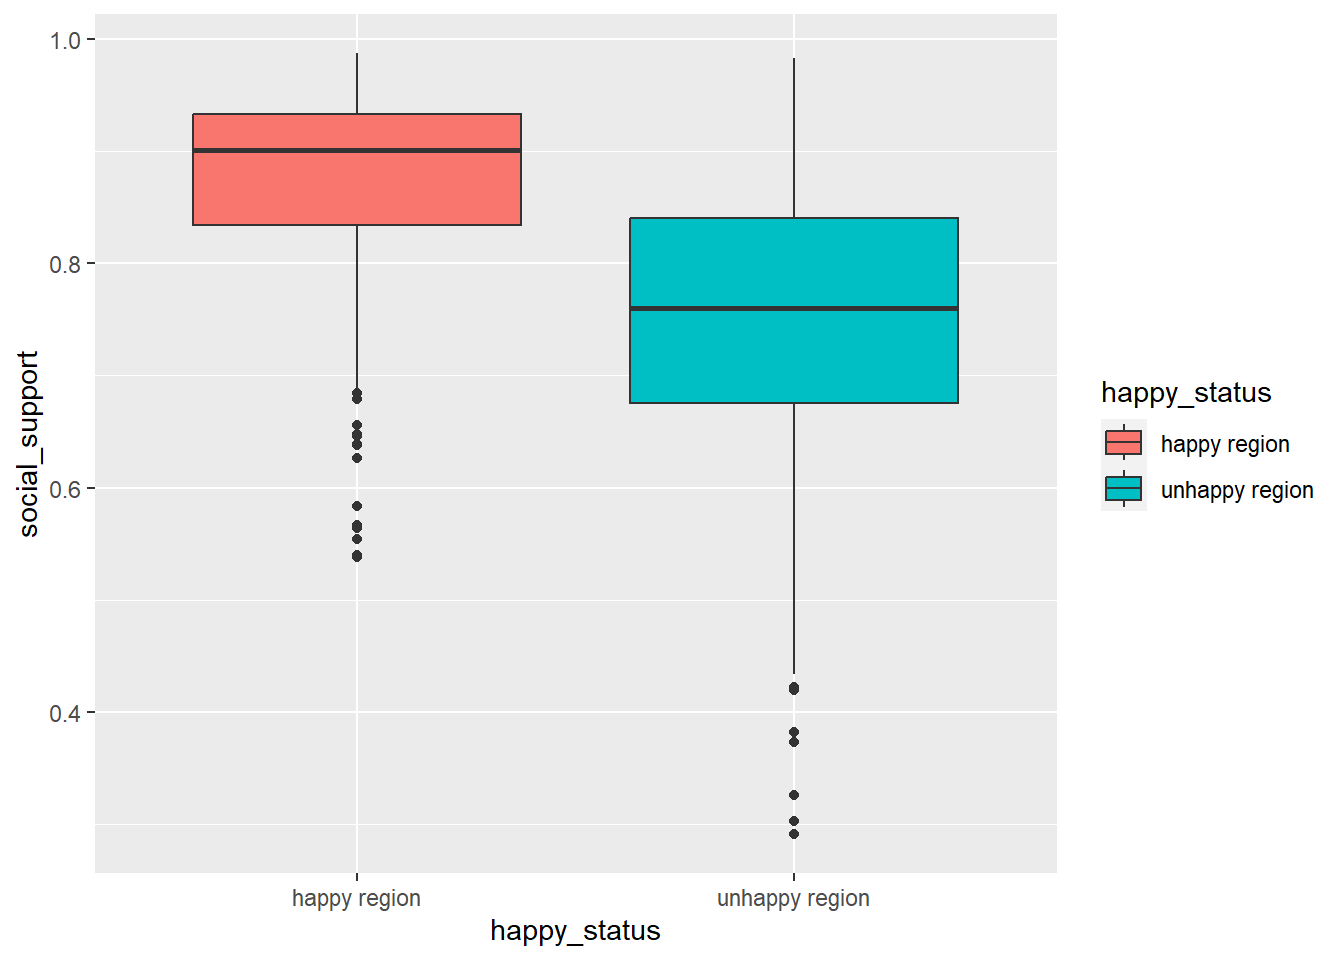 1.0
0.8
0.6
0.4
social_support
happy region
unhappy region
happy_status
happy_status
happy region
unhappy region